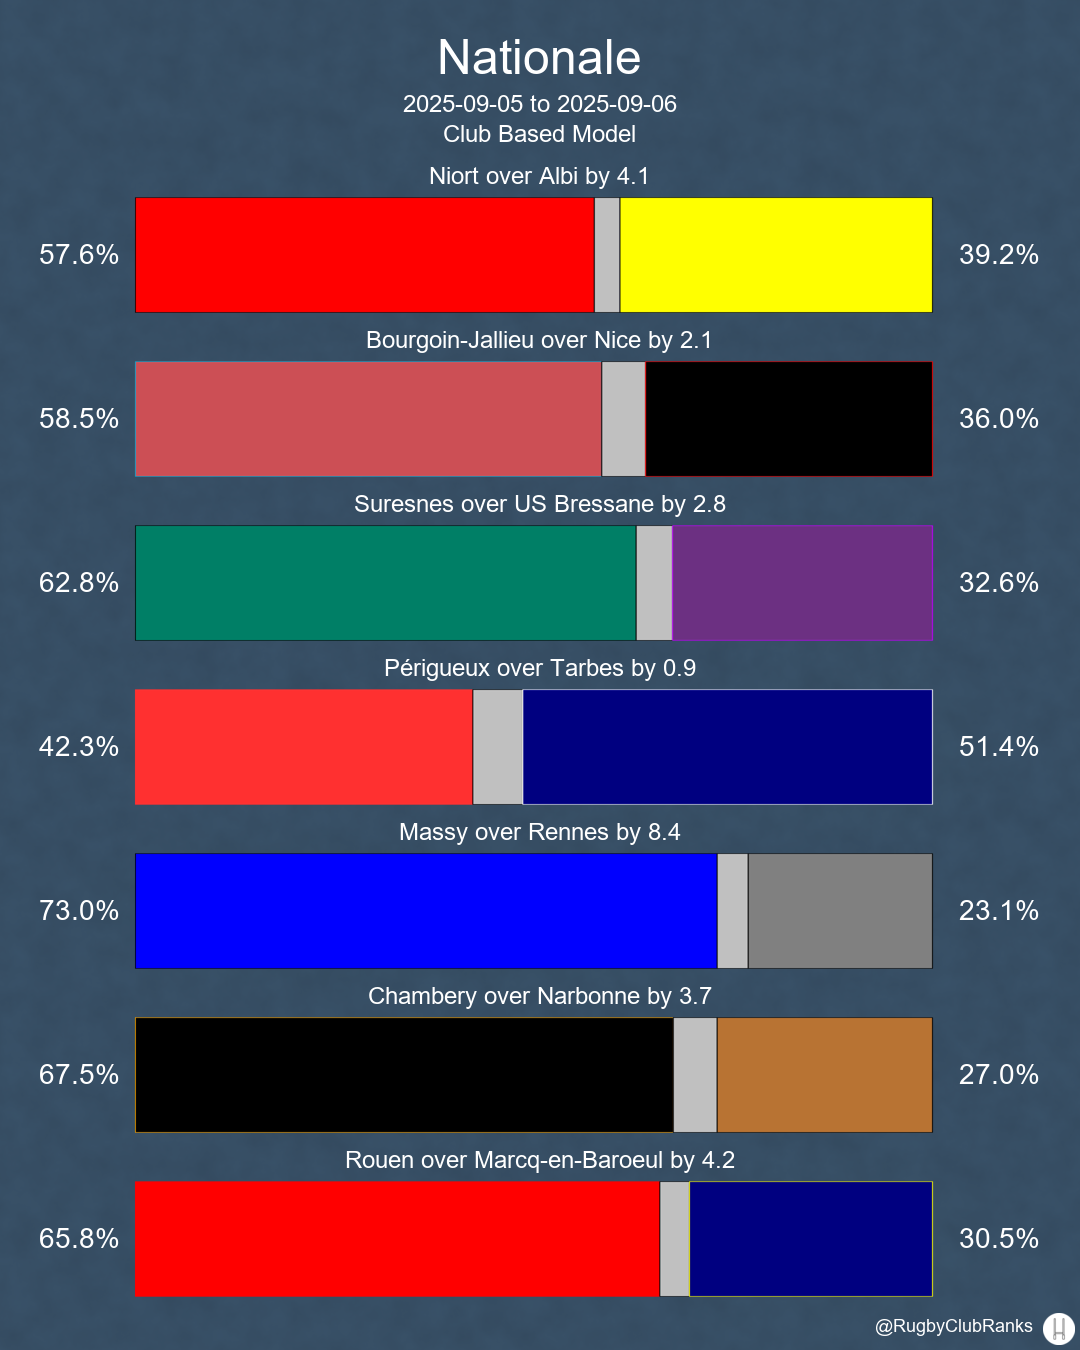 Nationale
2025-09-05 to 2025-09-06
Club Based Model
Niort over Albi by 4.1
57.6%
39.2%
Bourgoin-Jallieu over Nice by 2.1
58.5%
36.0%
Suresnes over US Bressane by 2.8
62.8%
32.6%
Périgueux over Tarbes by 0.9
42.3%
51.4%
Massy over Rennes by 8.4
73.0%
23.1%
Chambery over Narbonne by 3.7
67.5%
27.0%
Rouen over Marcq-en-Baroeul by 4.2
65.8%
30.5%
@RugbyClubRanks